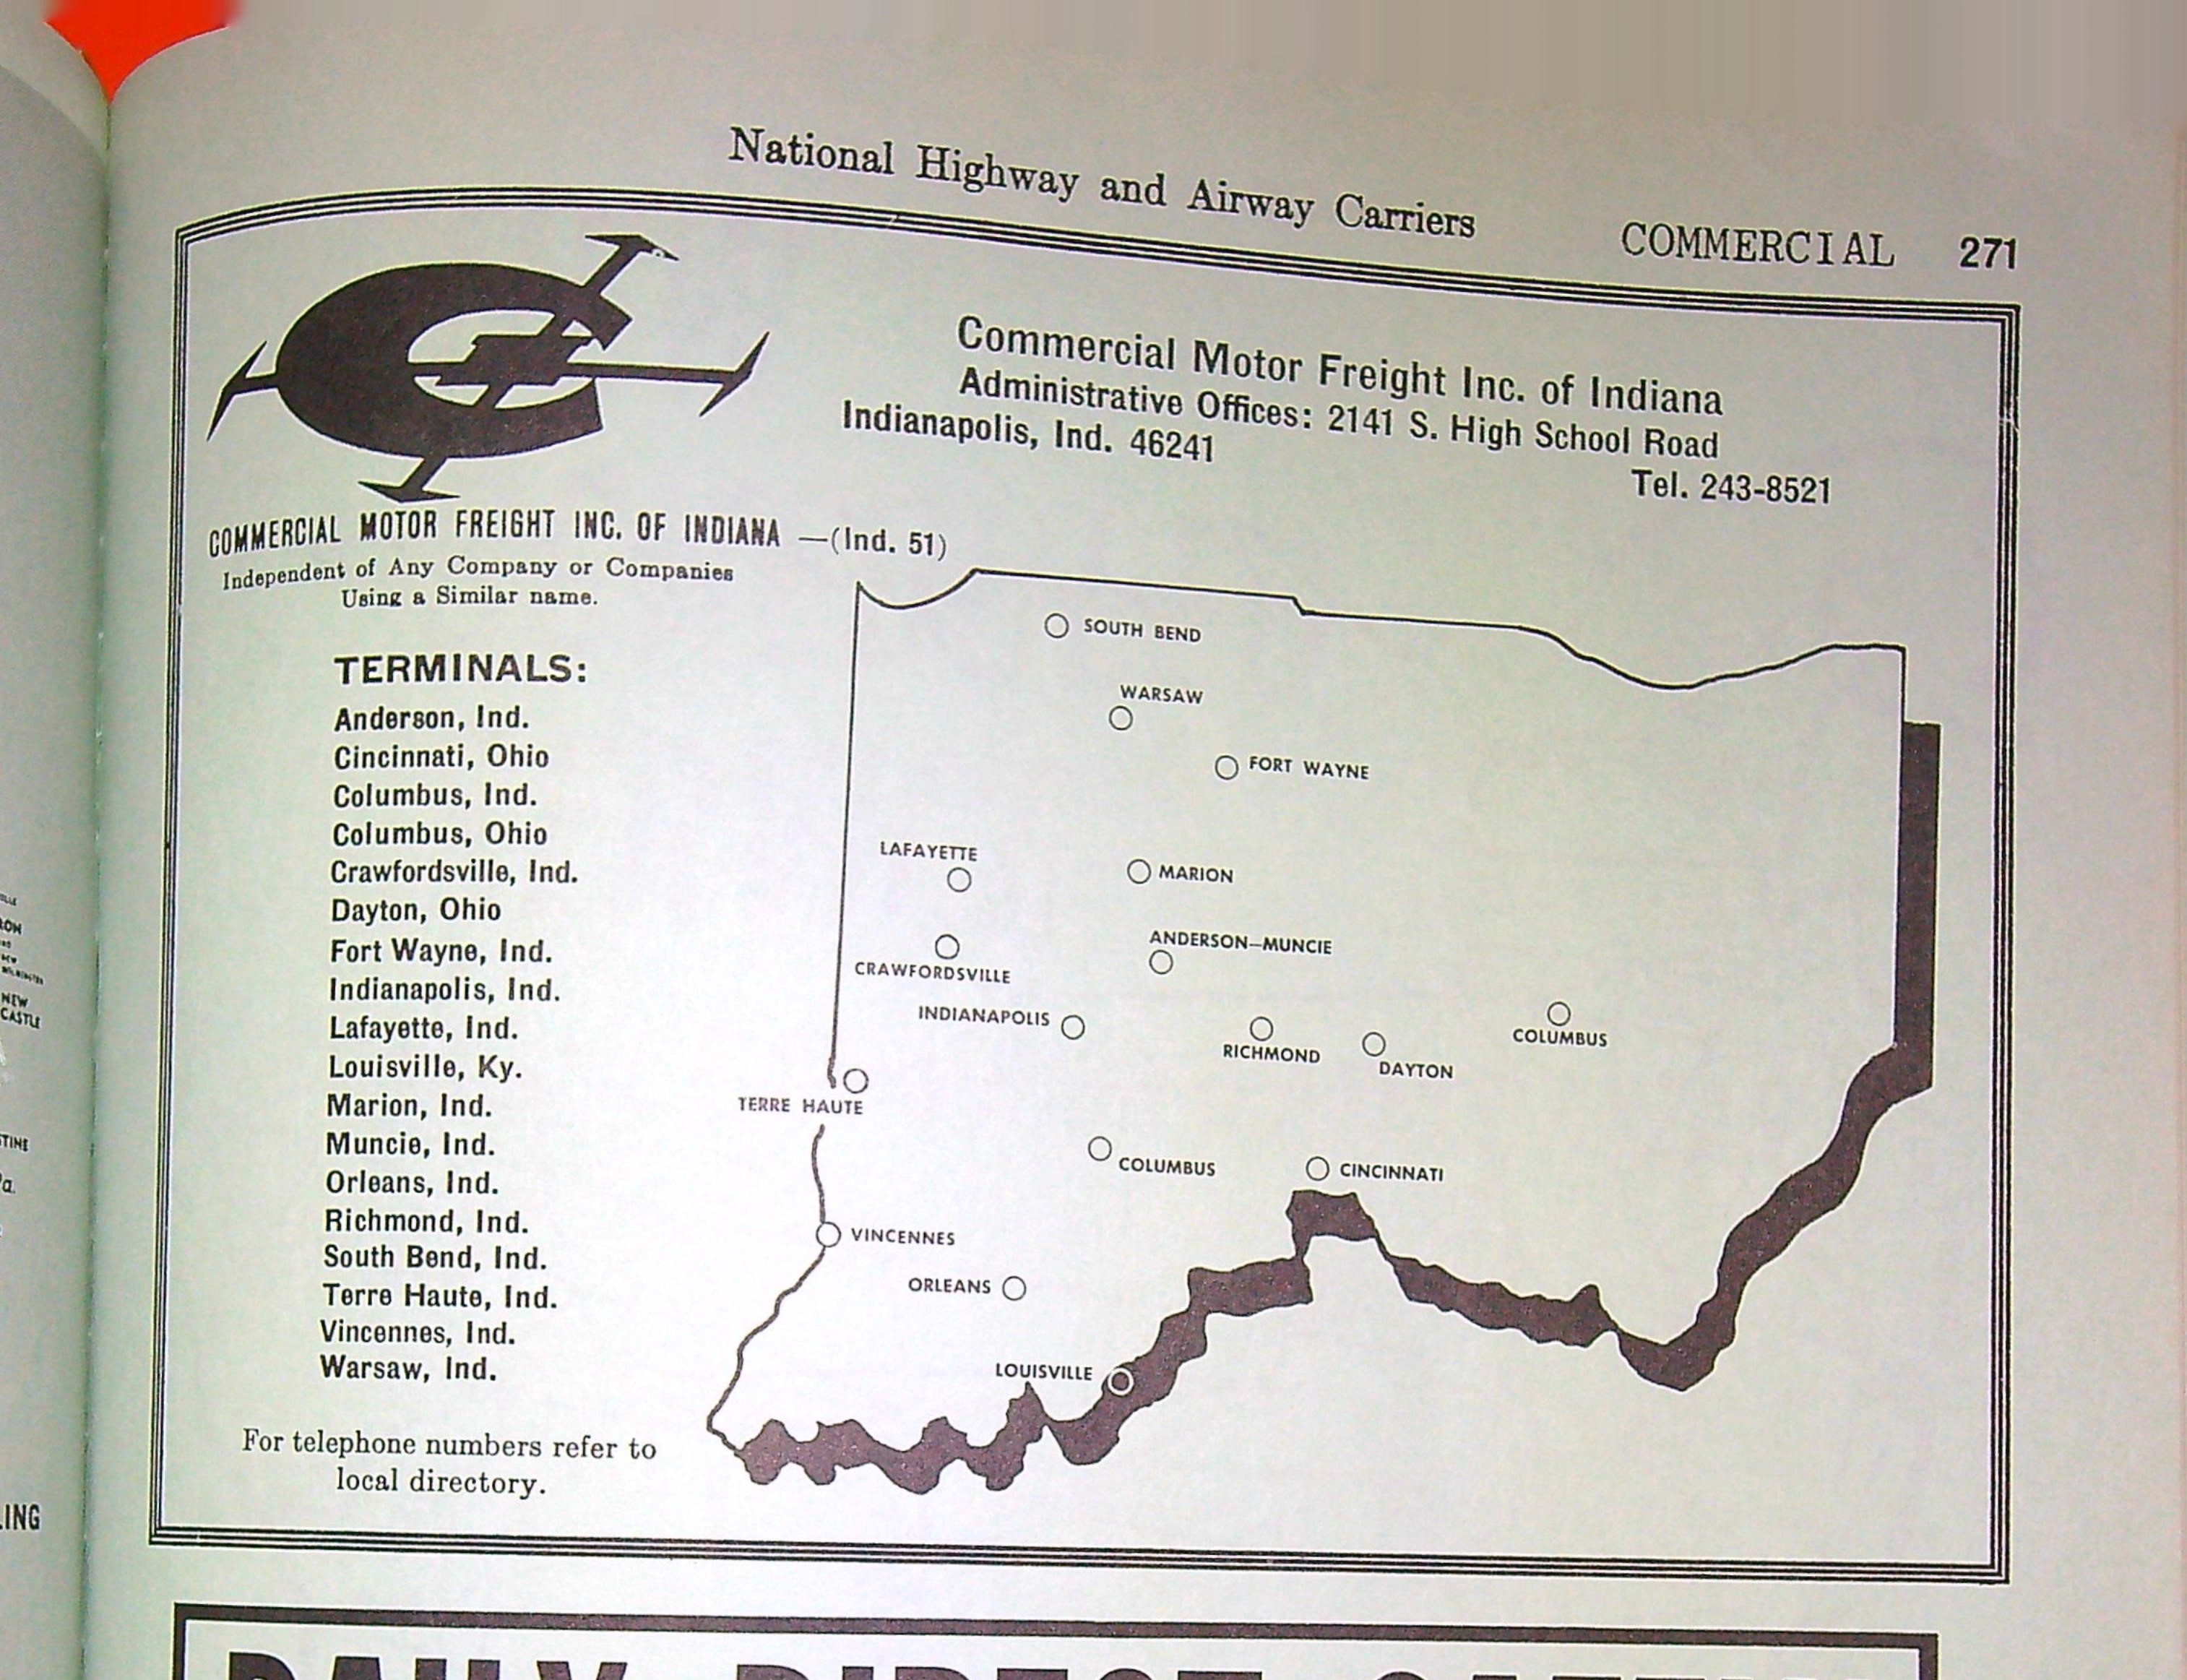 National Highway and Airway Carriers COMMERCIAL 271
Commercial Motor Freight Inc. of Indiana
Administrative Offices: 2141 S. High School Road
Indianapolis, Ind. 46241
Tel. 243-8521
COMMERCIAL MOTOR FREIGHT INC. OF INDIANA —(Ind. 51)
Independent of Any Company or Companies
Using a Similar name.
TERMINALS:
Anderson, Ind.
Cincinnati, Ohio
Columbus, Ind.
Columbus, Ohio
Crawfordsville, Ind.
Dayton, Ohio
Fort Wayne, Ind.
Indianapolis, Ind.
Lafayette, Ind.
Louisville, Ky.
Marion, Ind.
Muncie, Ind.
Orleans, Ind.
Richmond, Ind.
South Bend, Ind.
Terre Haute, Ind.
Vincennes, Ind.
Warsaw, Ind.
For telephone numbers refer to
local directory.
SOUTH BEND
WARSAW
FORT WAYNE
LAFAYETTE
MARION
ANDERSON—MUNCIE
CRAWFORDSVILLE
INDIANAPOLIS
RICHMOND
DAYTON
COLUMBUS
TERRE HAUTE
COLUMBUS
CINCINNATI
VINCENNES
ORLEANS
LOUISVILLE
NEW
CASTLE
DAILY DIRECT